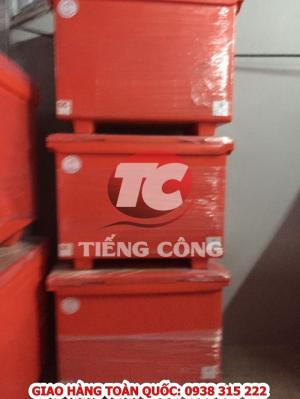 TC
TIẾNG CÔNG
GIAO HÀNG TOÀN QUỐC: 0938 315 222